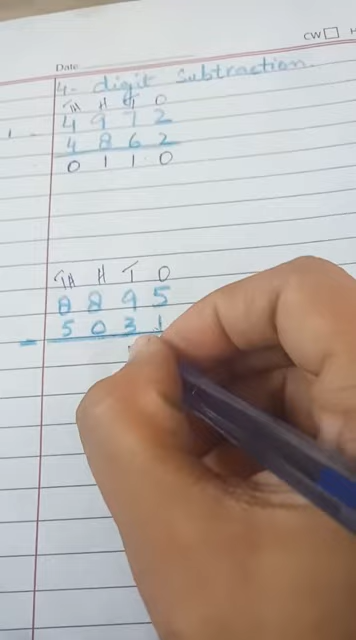 CW
Date
4- digit subtraction.
TH H T O
4 9 7 2
4 8 6 2
0 1 1 0
TH H T O
8 8 9 5
- 5 0 3 1